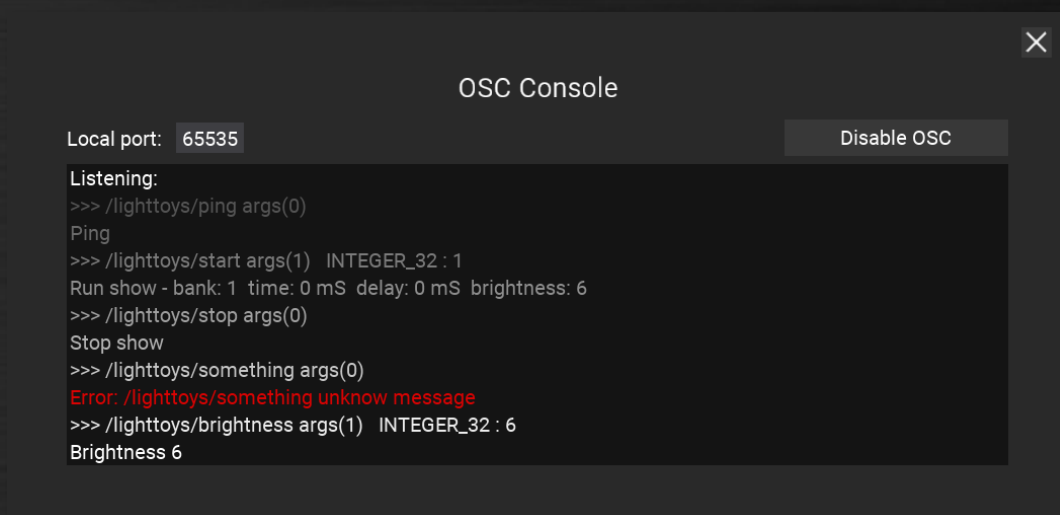 OSC Console
Local port: 65535 Disable OSC
Listening:
>>> /lighttoys/ping args(0)
Ping
>>> /lighttoys/start args(1) INTEGER_32 : 1
Run show - bank: 1 time: 0 mS delay: 0 mS brightness: 6
>>> /lighttoys/stop args(0)
Stop show
>>> /lighttoys/something args(0)
Error: /lighttoys/something unknow message
>>> /lighttoys/brightness args(1) INTEGER_32 : 6
Brightness 6